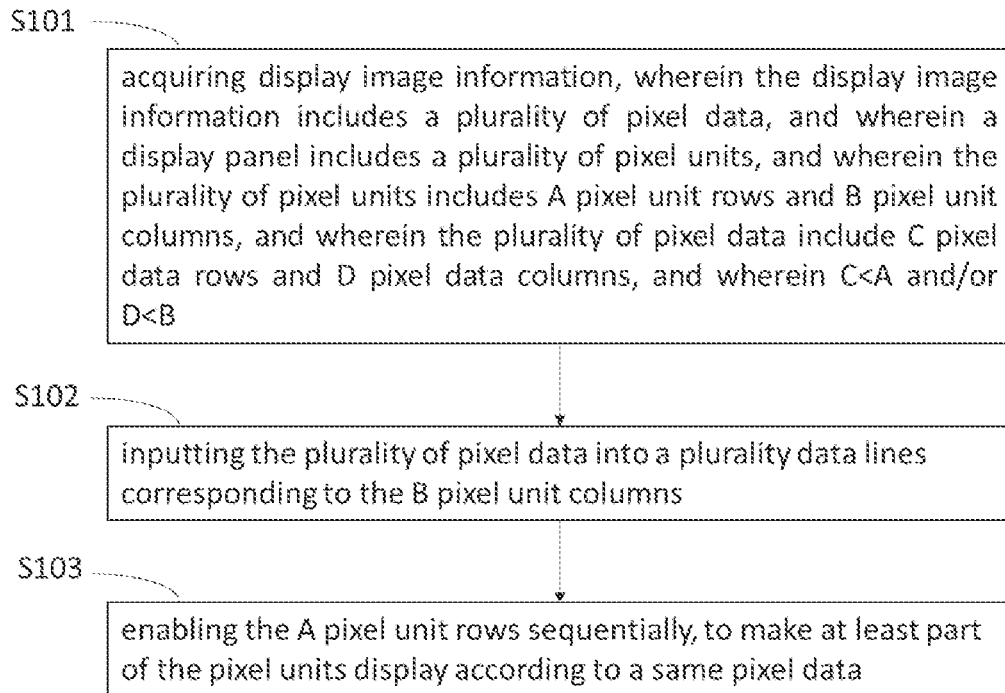 S101
acquiring display image information, wherein the display image
information includes a plurality of pixel data, and wherein a
display panel includes a plurality of pixel units, and wherein the
plurality of pixel units includes A pixel unit rows and B pixel unit
columns, and wherein the plurality of pixel data include C pixel
data rows and D pixel data columns, and wherein C<A and/or
D<B
S102
inputting the plurality of pixel data into a plurality data lines
corresponding to the B pixel unit columns
S103
enabling the A pixel unit rows sequentially, to make at least part
of the pixel units display according to a same pixel data